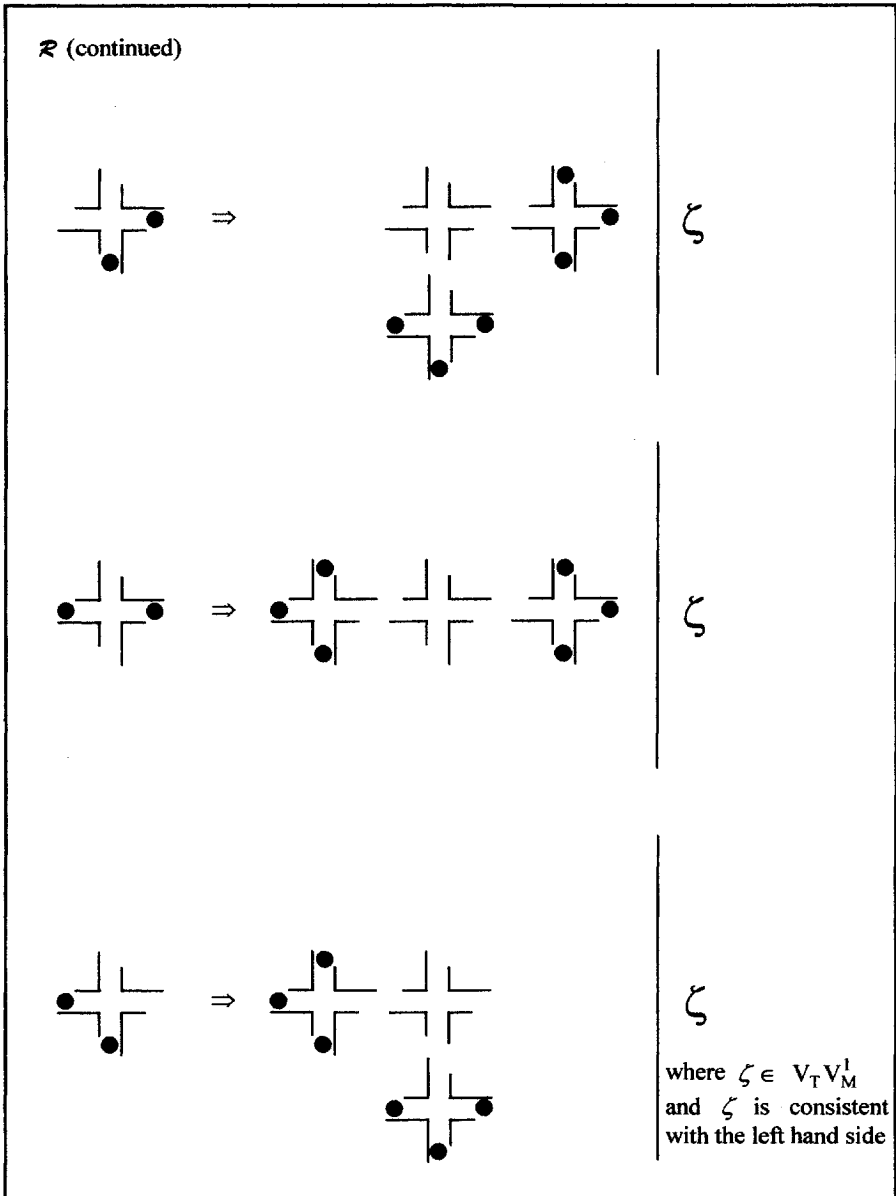 𝓡 (continued)
⇒
ζ
⇒
ζ
⇒
ζ
where ζ ∈ V_T V_M^1
and ζ is consistent
with the left hand side